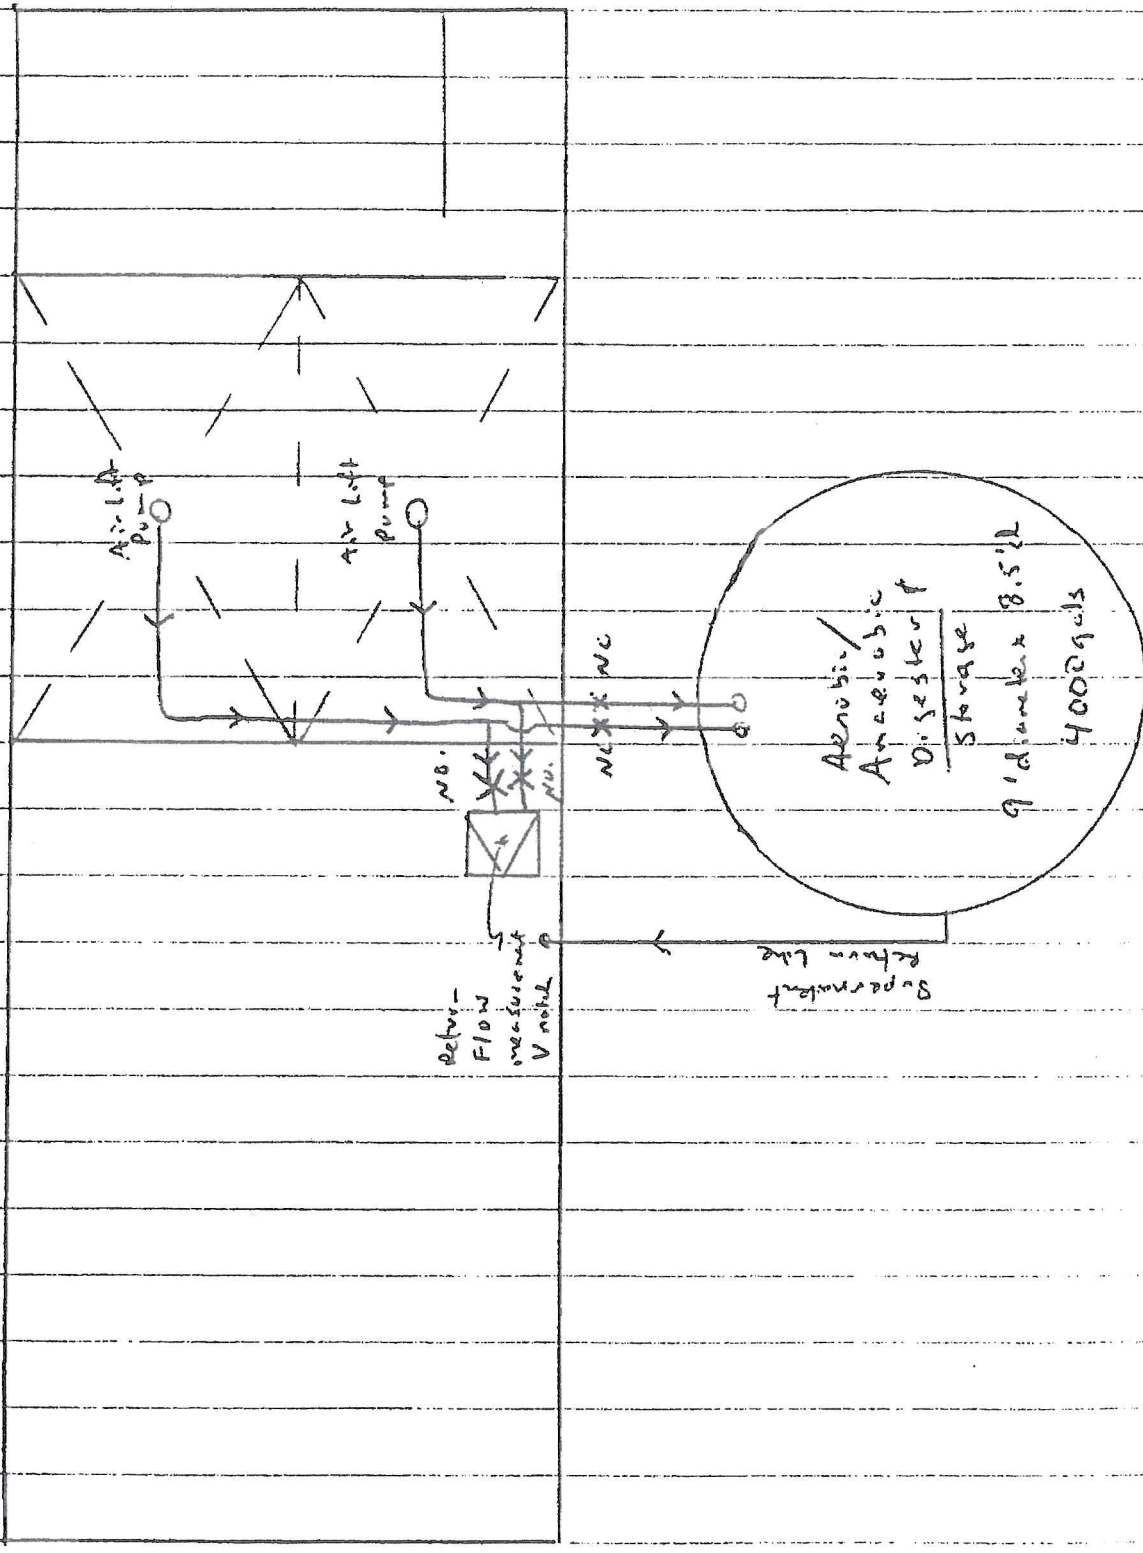 Air Lift
Pump
Air Lift
Pump
NC
NC
NO.
NO.
Aerobic/
Anaerobic
Digester &
Storage
9' diameter x 8.5'
4000 gals
Return
Flow
measurement
V notch
Supernatent
Return Line